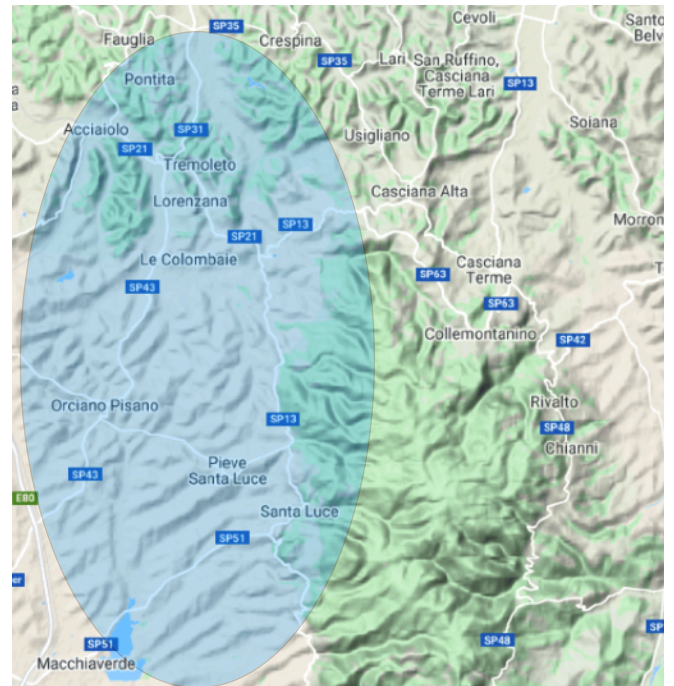 Cevoli
SP35
Santo
Belv
Fauglia
Crespina
SP35
Lari
San Ruffino,
Casciana
Terme Lari
SP13
Pontita
Acciaiolo
SP31
SP21
Usigliano
Soiana
Tremoleto
Lorenzana
Casciana Alta
SP13
Morron
SP21
Le Colombaie
SP43
Casciana
Terme
SP63
SP63
Collemontanino
SP42
Orciano Pisano
SP13
Rivalto
SP48
Chianni
Pieve
Santa Luce
SP43
E80
Santa Luce
SP51
SP51
Macchiaverde
SP48